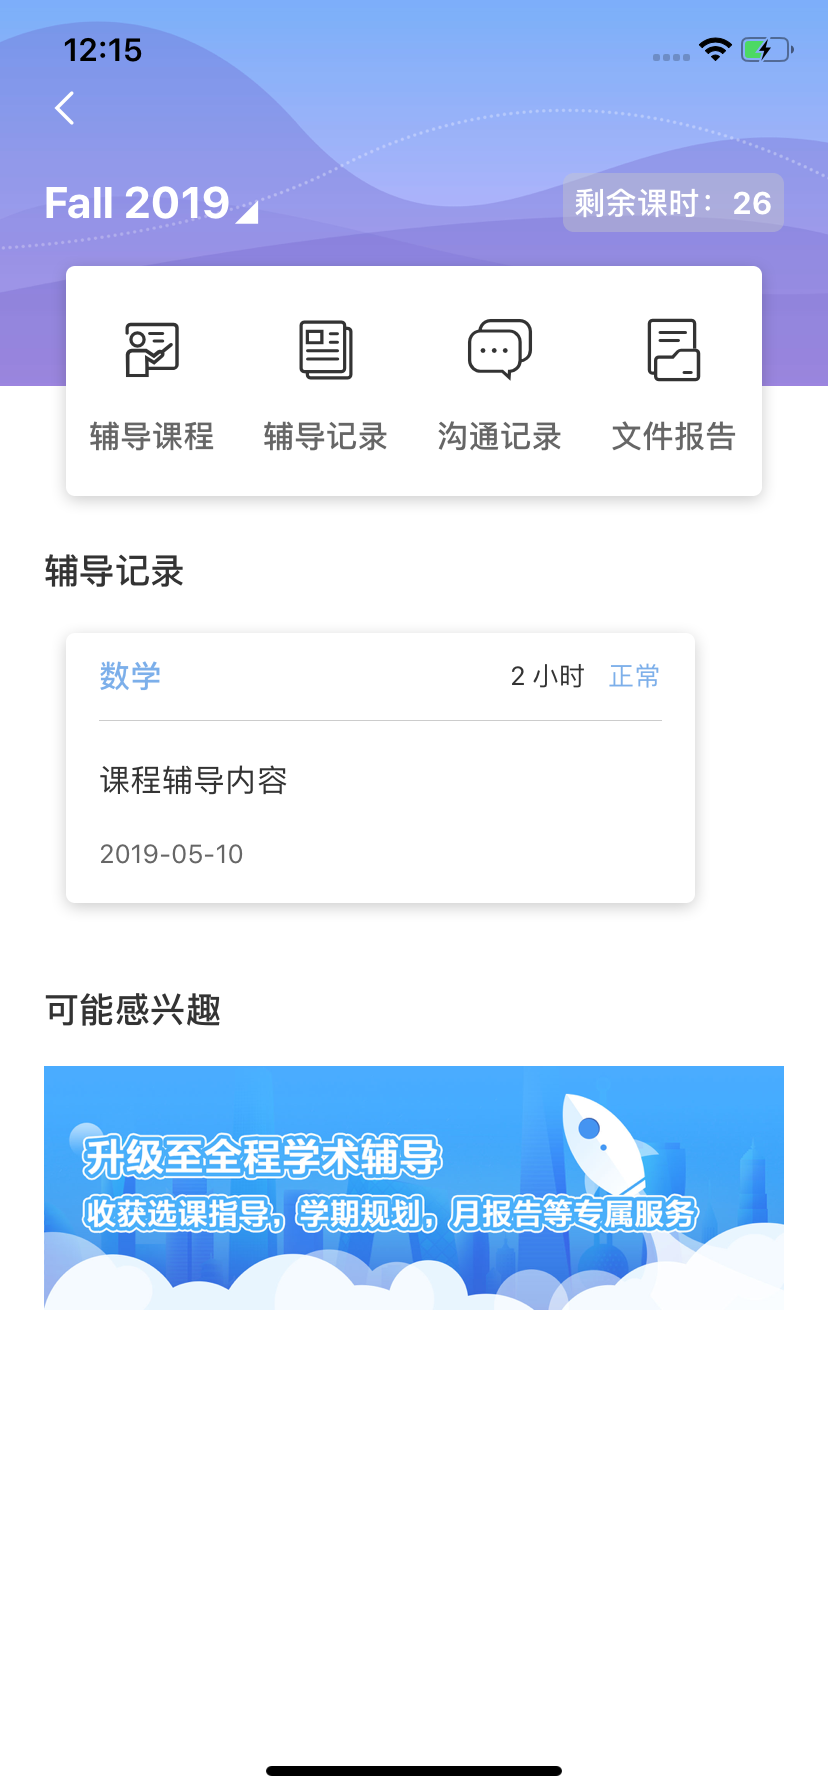 12:15
Fall 2019
剩余课时：26
辅导课程
辅导记录
沟通记录
文件报告
辅导记录
数学 2 小时 正常
课程辅导内容
2019-05-10
可能感兴趣
升级至全程学术辅导
收获选课指导，学期规划，月报告等专属服务